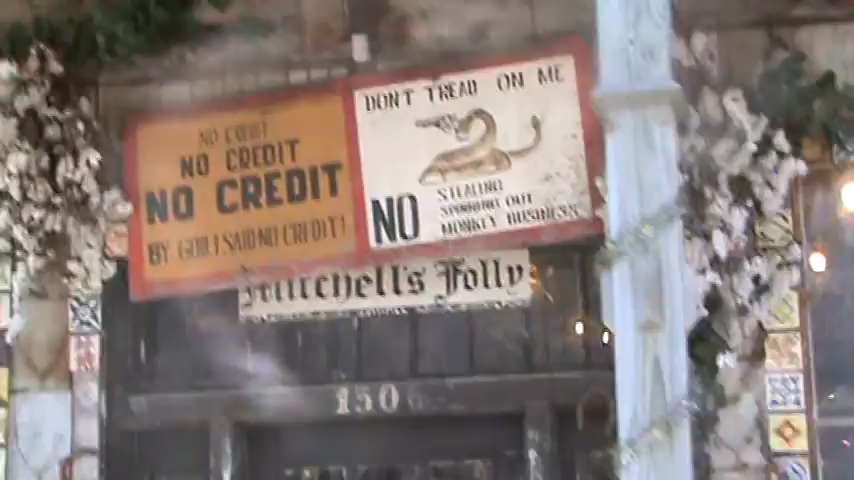 NO CREDIT
NO CREDIT
NO CREDIT
BY GOD I SAID NO CREDIT!
DON'T TREAD ON ME
NO
STEALING
SPINNING OUT
MONKEY BUSINESS
Mitchell's Folly
150